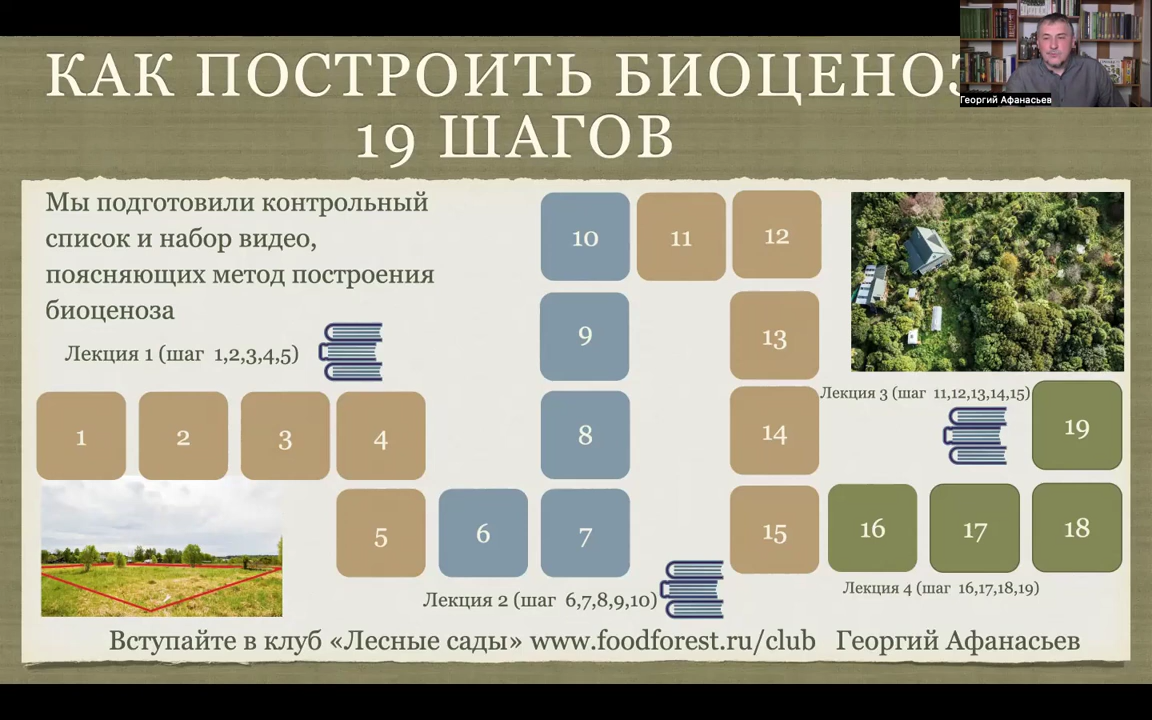 КАК ПОСТРОИТЬ БИОЦЕНОЗ
19 ШАГОВ
Георгий Афанасьев
Мы подготовили контрольный
список и набор видео,
поясняющих метод построения
биоценоза
Лекция 1 (шаг 1,2,3,4,5)
10 11 12
9 13
Лекция 3 (шаг 11,12,13,14,15)
1 2 3 4 8 14 19
5 6 7 15 16 17 18
Лекция 4 (шаг 16,17,18,19)
Лекция 2 (шаг 6,7,8,9,10)
Вступайте в клуб «Лесные сады» www.foodforest.ru/club Георгий Афанасьев